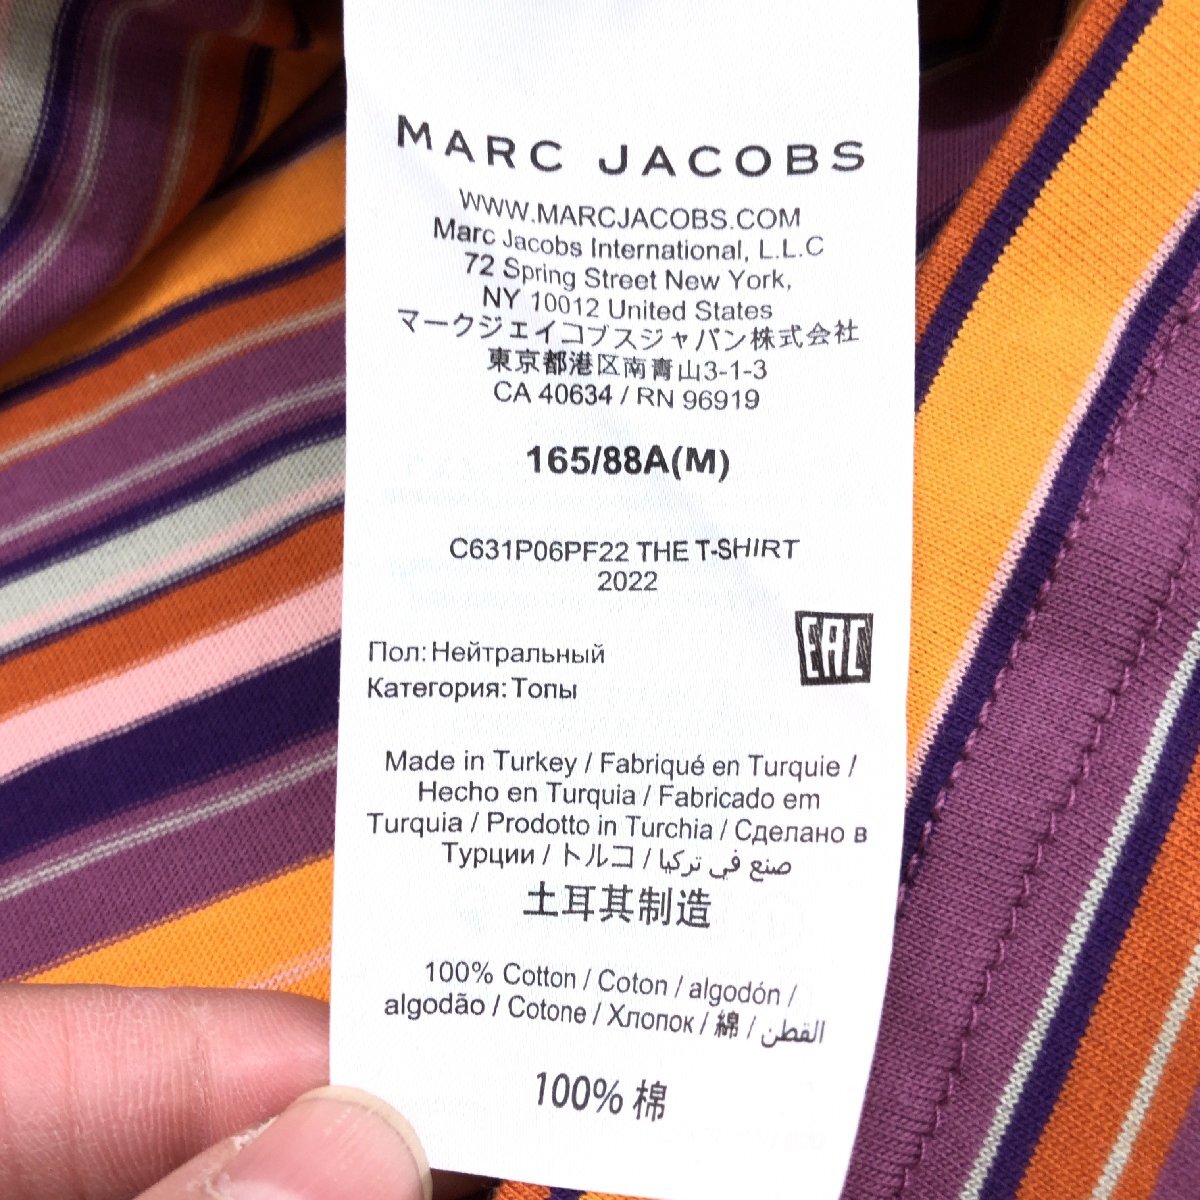 MARC JACOBS
WWW.MARCJACOBS.COM
Marc Jacobs International, L.L.C
72 Spring Street New York,
NY 10012 United States
マークジェイコブスジャパン株式会社
東京都港区南青山3-1-3
CA 40634 / RN 96919
165/88A(M)
C631P06PF22 THE T-SHIRT
2022
Пол: Нейтральный
Категория: Топы
EAC
Made in Turkey / Fabriqué en Turquie /
Hecho en Turquia / Fabricado em
Turquia / Prodotto in Turchia / Сделано в
Турции / トルコ / صنع في تركيا
土耳其制造
100% Cotton / Coton / algodón /
algodão / Cotone / Хлопок / 綿 / القطن
100% 棉